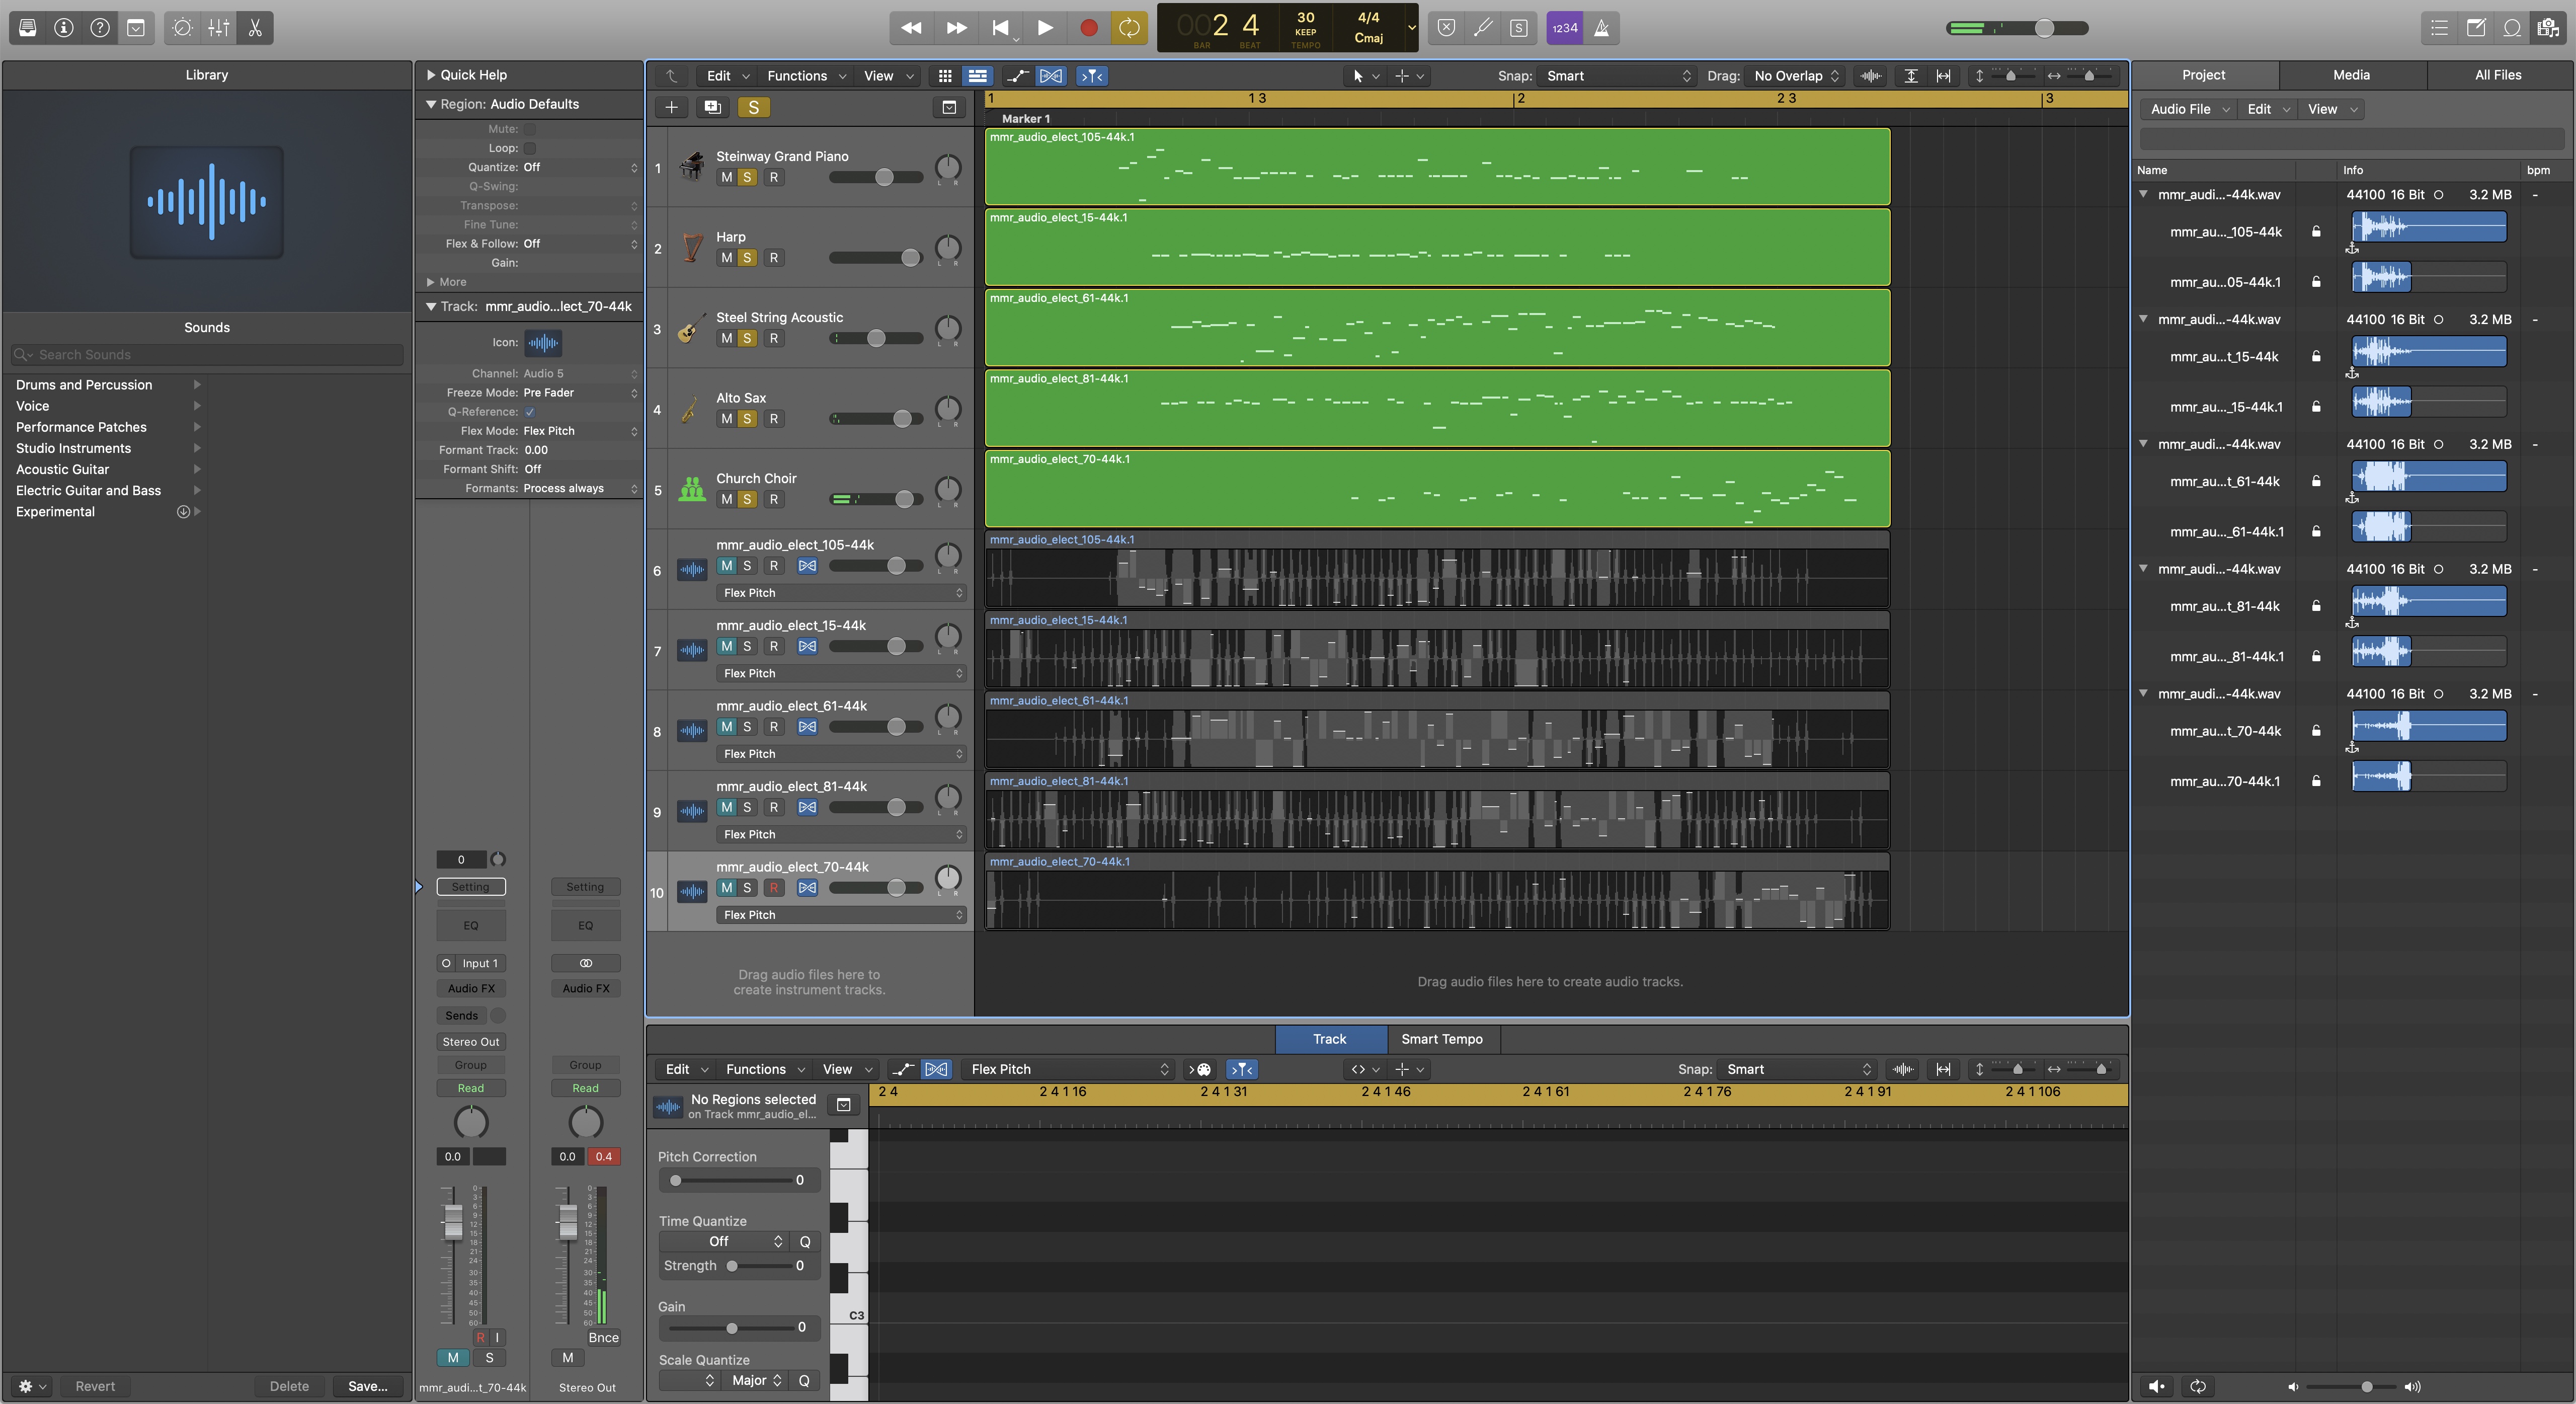 002 4
BAR
BEAT
30
KEEP
TEMPO
4/4
Cmaj
S
1234
Library
Sounds
Search Sounds
Drums and Percussion
Voice
Performance Patches
Studio Instruments
Acoustic Guitar
Electric Guitar and Bass
Experimental
Revert
Delete
Save...
Quick Help
Region: Audio Defaults
Mute:
Loop:
Quantize: Off
Q-Swing:
Transpose:
Fine Tune:
Flex & Follow: Off
Gain:
More
Track: mmr_audio...lect_70-44k
Icon:
Channel: Audio 5
Freeze Mode: Pre Fader
Q-Reference:
Flex Mode: Flex Pitch
Formant Track: 0.00
Formant Shift: Off
Formants: Process always
0
Setting
Setting
EQ
EQ
Input 1
Audio FX
Audio FX
Sends
Stereo Out
Group
Group
Read
Read
0.0
0.0
0.4
R I
Bnce
M
S
M
mmr_audi...t_70-44k
Stereo Out
Edit
Functions
View
Snap: Smart
Drag: No Overlap
S
1
1 3
2
2 3
3
Marker 1
1
Steinway Grand Piano
M S R
mmr_audio_elect_105-44k.1
2
Harp
M S R
mmr_audio_elect_15-44k.1
3
Steel String Acoustic
M S R
mmr_audio_elect_61-44k.1
4
Alto Sax
M S R
mmr_audio_elect_81-44k.1
5
Church Choir
M S R
mmr_audio_elect_70-44k.1
6
mmr_audio_elect_105-44k
M S R
Flex Pitch
mmr_audio_elect_105-44k.1
7
mmr_audio_elect_15-44k
M S R
Flex Pitch
mmr_audio_elect_15-44k.1
8
mmr_audio_elect_61-44k
M S R
Flex Pitch
mmr_audio_elect_61-44k.1
9
mmr_audio_elect_81-44k
M S R
Flex Pitch
mmr_audio_elect_81-44k.1
10
mmr_audio_elect_70-44k
M S R
Flex Pitch
mmr_audio_elect_70-44k.1
Drag audio files here to
create instrument tracks.
Drag audio files here to create audio tracks.
Track
Smart Tempo
Edit
Functions
View
Flex Pitch
Snap: Smart
No Regions selected
on Track mmr_audio_el...
2 4
2 4 1 16
2 4 1 31
2 4 1 46
2 4 1 61
2 4 1 76
2 4 1 91
2 4 1 106
Pitch Correction
0
Time Quantize
Off
Q
Strength
0
Gain
0
Scale Quantize
Major
Q
C3
Project
Media
All Files
Audio File
Edit
View
Name
Info
bpm
mmr_audi...-44k.wav 44100 16 Bit 3.2 MB -
mmr_au..._105-44k
mmr_au...05-44k.1
mmr_audi...-44k.wav 44100 16 Bit 3.2 MB -
mmr_au...t_15-44k
mmr_au..._15-44k.1
mmr_audi...-44k.wav 44100 16 Bit 3.2 MB -
mmr_au...t_61-44k
mmr_au..._61-44k.1
mmr_audi...-44k.wav 44100 16 Bit 3.2 MB -
mmr_au...t_81-44k
mmr_au..._81-44k.1
mmr_audi...-44k.wav 44100 16 Bit 3.2 MB -
mmr_au...t_70-44k
mmr_au...70-44k.1